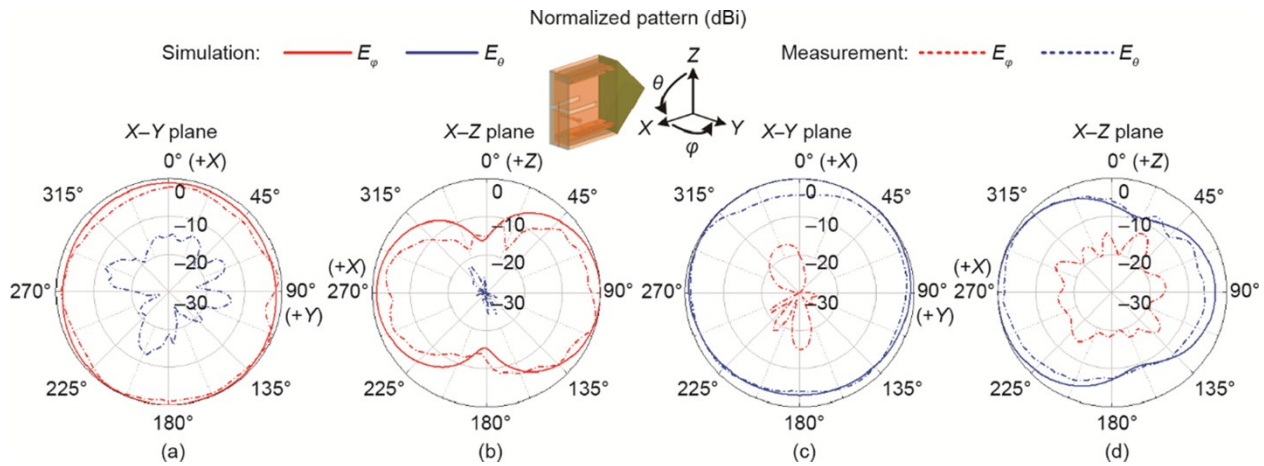 Normalized pattern (dBi)
Simulation: Eφ Eθ Measurement: Eφ Eθ
Z
θ
X Y
φ
X–Y plane X–Z plane X–Y plane X–Z plane
0° (+X) 0° (+Z) 0° (+X) 0° (+Z)
315° 0 45° 315° 0 45° 315° 0 45° 315° 0 45°
–10 –10 –10 –10
–20 –20 –20 –20
(+X) (+X)
270° –30 90° 270° –30 90° 270° –30 90° 270° –30 90°
(+Y) (+Y)
225° 135° 225° 135° 225° 135° 225° 135°
180° 180° 180° 180°
(a) (b) (c) (d)